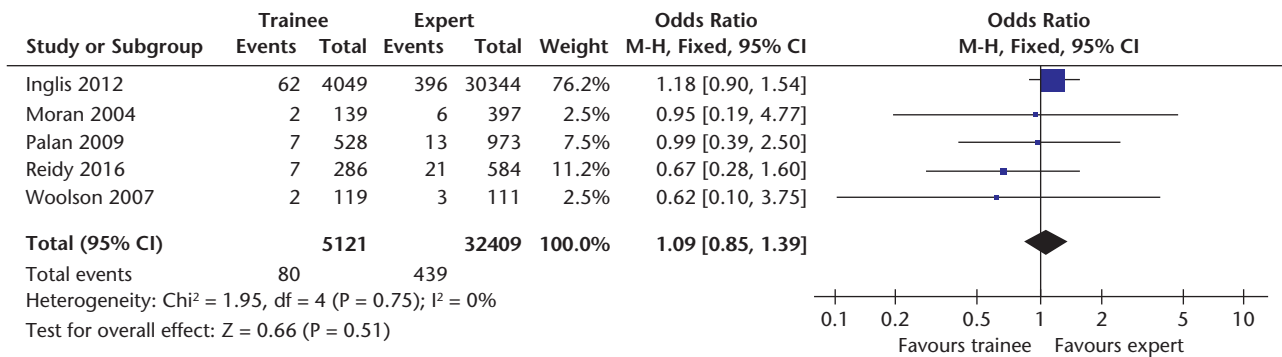 Trainee Expert Odds Ratio Odds Ratio
Study or Subgroup Events Total Events Total Weight M-H, Fixed, 95% CI M-H, Fixed, 95% CI
Inglis 2012 62 4049 396 30344 76.2% 1.18 [0.90, 1.54]
Moran 2004 2 139 6 397 2.5% 0.95 [0.19, 4.77]
Palan 2009 7 528 13 973 7.5% 0.99 [0.39, 2.50]
Reidy 2016 7 286 21 584 11.2% 0.67 [0.28, 1.60]
Woolson 2007 2 119 3 111 2.5% 0.62 [0.10, 3.75]
Total (95% CI) 5121 32409 100.0% 1.09 [0.85, 1.39]
Total events 80 439
Heterogeneity: Chi² = 1.95, df = 4 (P = 0.75); I² = 0%
Test for overall effect: Z = 0.66 (P = 0.51)
0.1 0.2 0.5 1 2 5 10
Favours trainee Favours expert